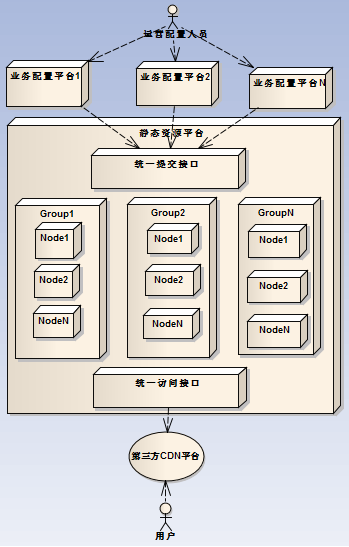 运营配置人员
业务配置平台1
业务配置平台2
业务配置平台N
静态资源平台
统一提交接口
Group1
Group2
GroupN
Node1
Node1
Node1
Node2
Node2
Node2
NodeN
NodeN
NodeN
统一访问接口
第三方CDN平台
用户